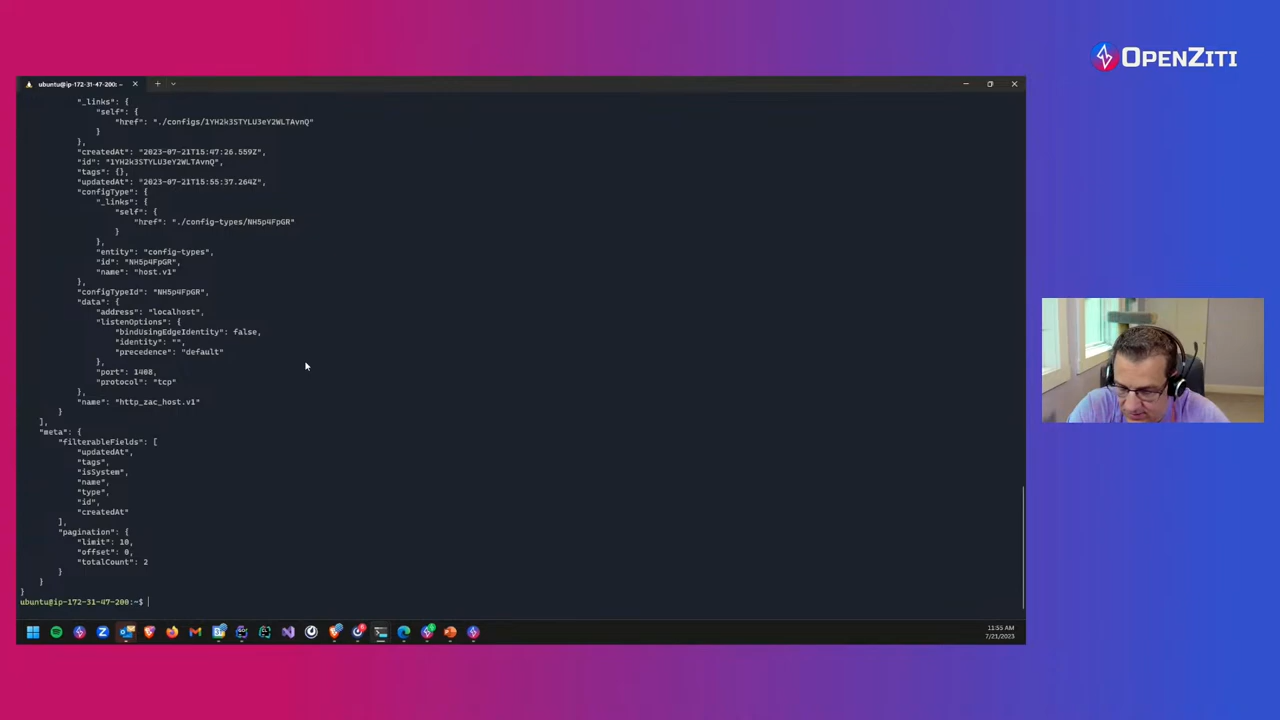 OPENZITI
ubuntu@ip-172-31-47-200: ~
"_links": {
"self": {
"href": "./configs/1YH2k3STYLU3eY2WLTAvnQ"
}
},
"createdAt": "2023-07-21T15:47:26.559Z",
"id": "1YH2k3STYLU3eY2WLTAvnQ",
"tags": {},
"updatedAt": "2023-07-21T15:55:37.264Z",
"configType": {
"_links": {
"self": {
"href": "./config-types/NH5p4FpGR"
}
},
"entity": "config-types",
"id": "NH5p4FpGR",
"name": "host.v1"
},
"configTypeId": "NH5p4FpGR",
"data": {
"address": "localhost",
"listenOptions": {
"bindUsingEdgeIdentity": false,
"identity": "",
"precedence": "default"
},
"port": 1408,
"protocol": "tcp"
},
"name": "http_zac_host.v1"
}
],
"meta": {
"filterableFields": [
"updatedAt",
"tags",
"isSystem",
"name",
"type",
"id",
"createdAt"
],
"pagination": {
"limit": 10,
"offset": 0,
"totalCount": 2
}
}
}
ubuntu@ip-172-31-47-200:~$
11:55 AM
7/21/2023